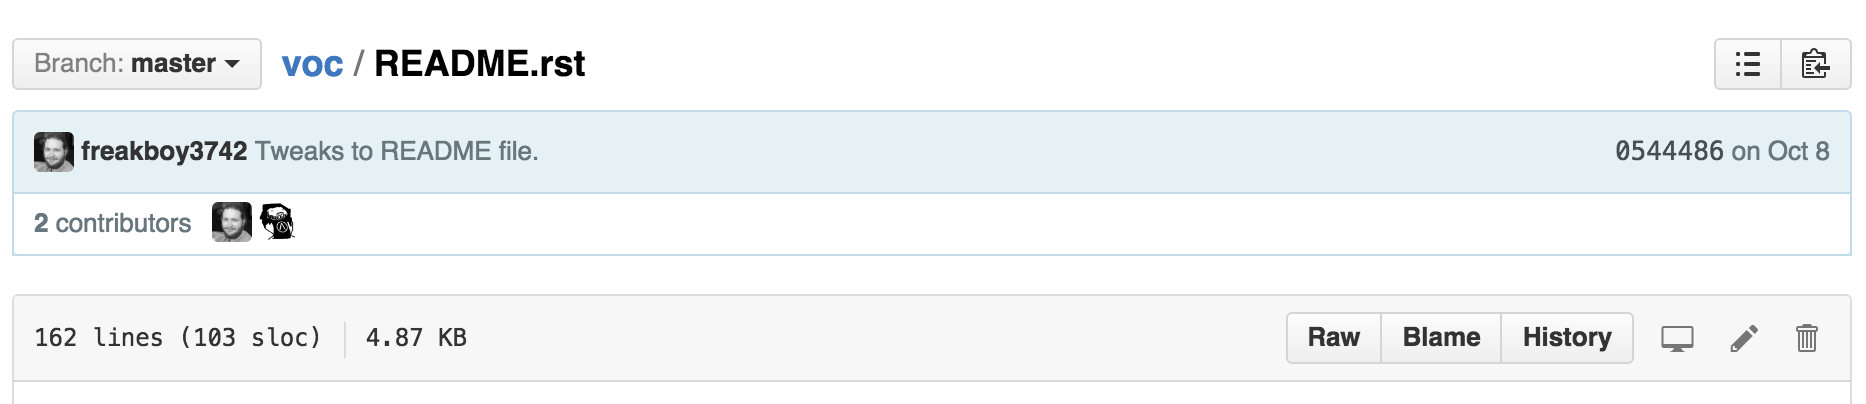 Branch: master voc / README.rst
freakboy3742 Tweaks to README file. 0544486 on Oct 8
2 contributors
162 lines (103 sloc) 4.87 KB Raw Blame History